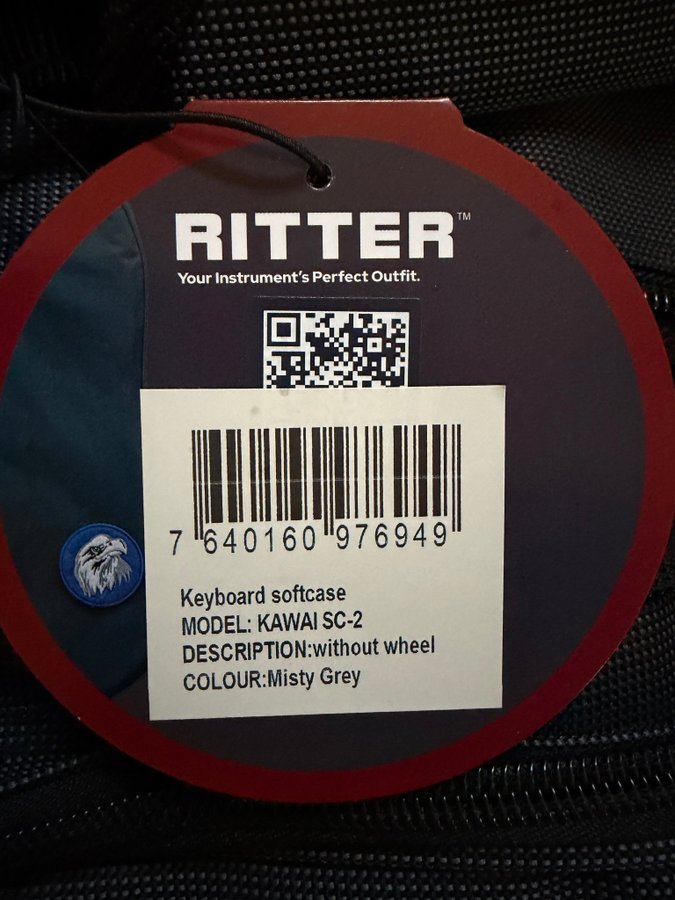 RITTER™
Your Instrument's Perfect Outfit.
7 640160 976949
Keyboard softcase
MODEL: KAWAI SC-2
DESCRIPTION:without wheel
COLOUR:Misty Grey